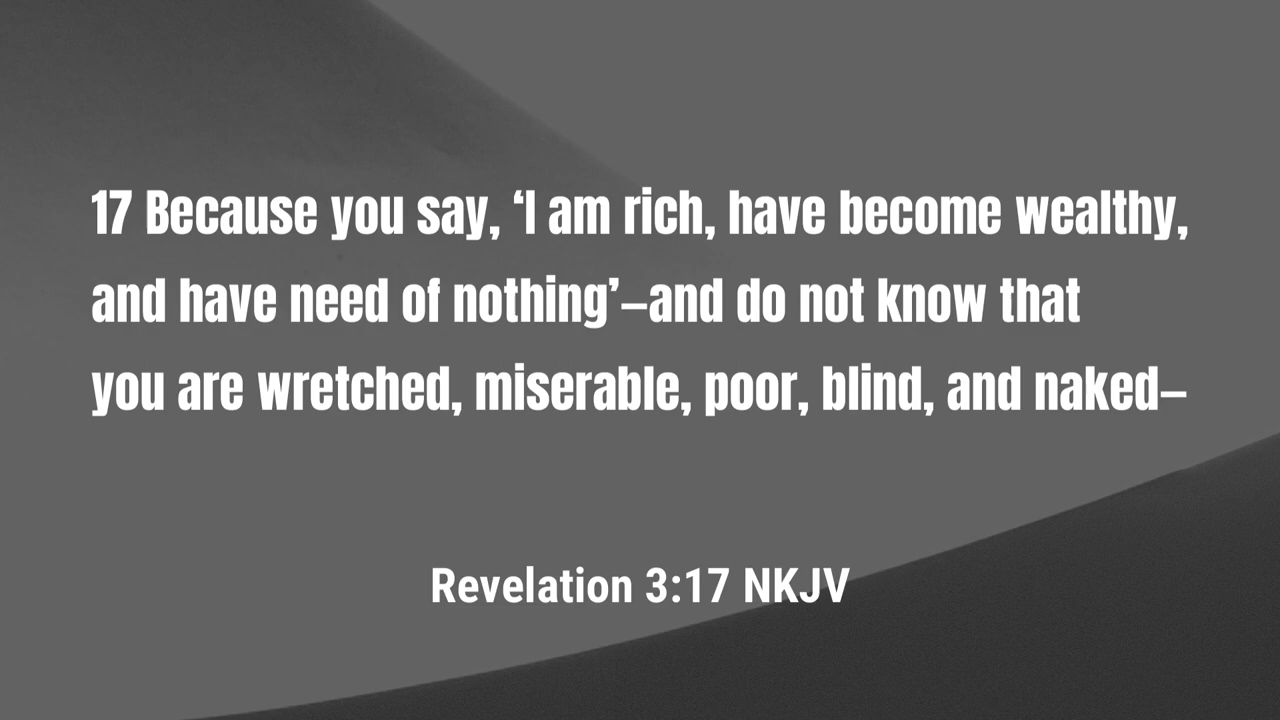 17 Because you say, ‘I am rich, have become wealthy,
and have need of nothing’—and do not know that
you are wretched, miserable, poor, blind, and naked—
Revelation 3:17 NKJV